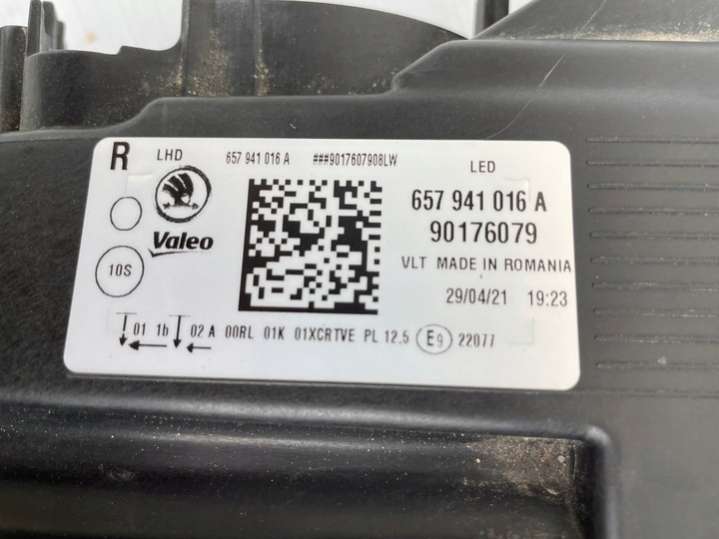 R LHD 657 941 016 A ###9017607908LW LED
657 941 016 A
Valeo 90176079
10S VLT MADE IN ROMANIA
29/04/21 19:23
01 1b 02 A 00RL 01K 01XCRTVE PL 12.5 E9 22077